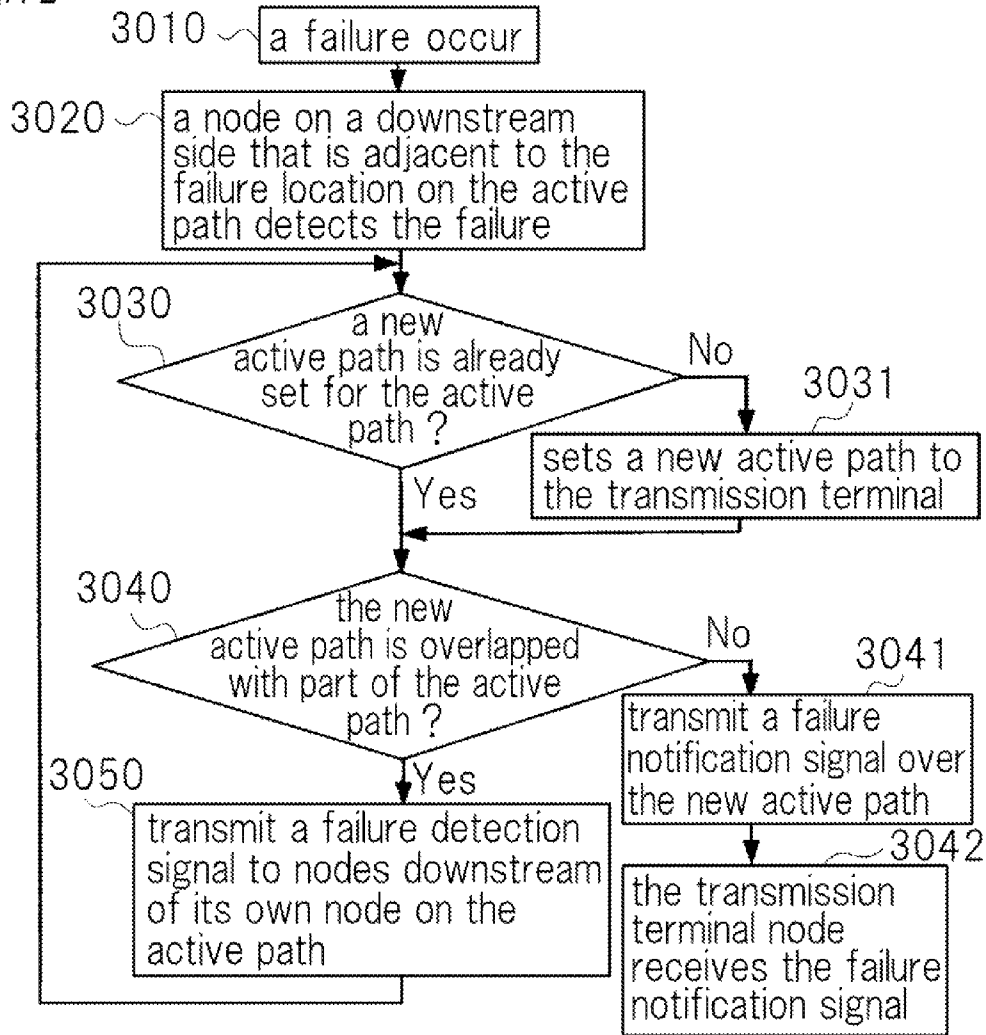 3010
a failure occur
3020
a node on a downstream
side that is adjacent to the
failure location on the active
path detects the failure
3030
a new
active path is already
set for the active
path ?
No
3031
sets a new active path to
the transmission terminal
Yes
3040
the new
active path is overlapped
with part of the active
path ?
No
3041
transmit a failure
notification signal over
the new active path
3050
Yes
transmit a failure detection
signal to nodes downstream
of its own node on the
active path
3042
the transmission
terminal node
receives the failure
notification signal